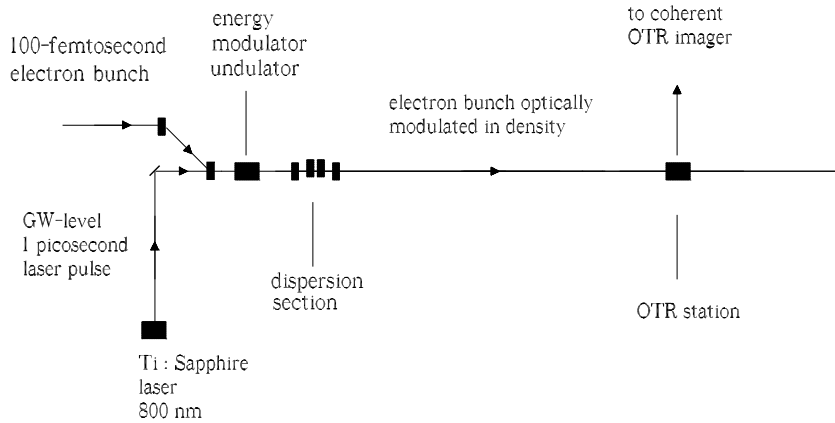 100-femtosecond
electron bunch
energy
modulator
undulator
to coherent
OTR imager
electron bunch optically
modulated in density
GW-level
1 picosecond
laser pulse
dispersion
section
OTR station
Ti : Sapphire
laser
800 nm